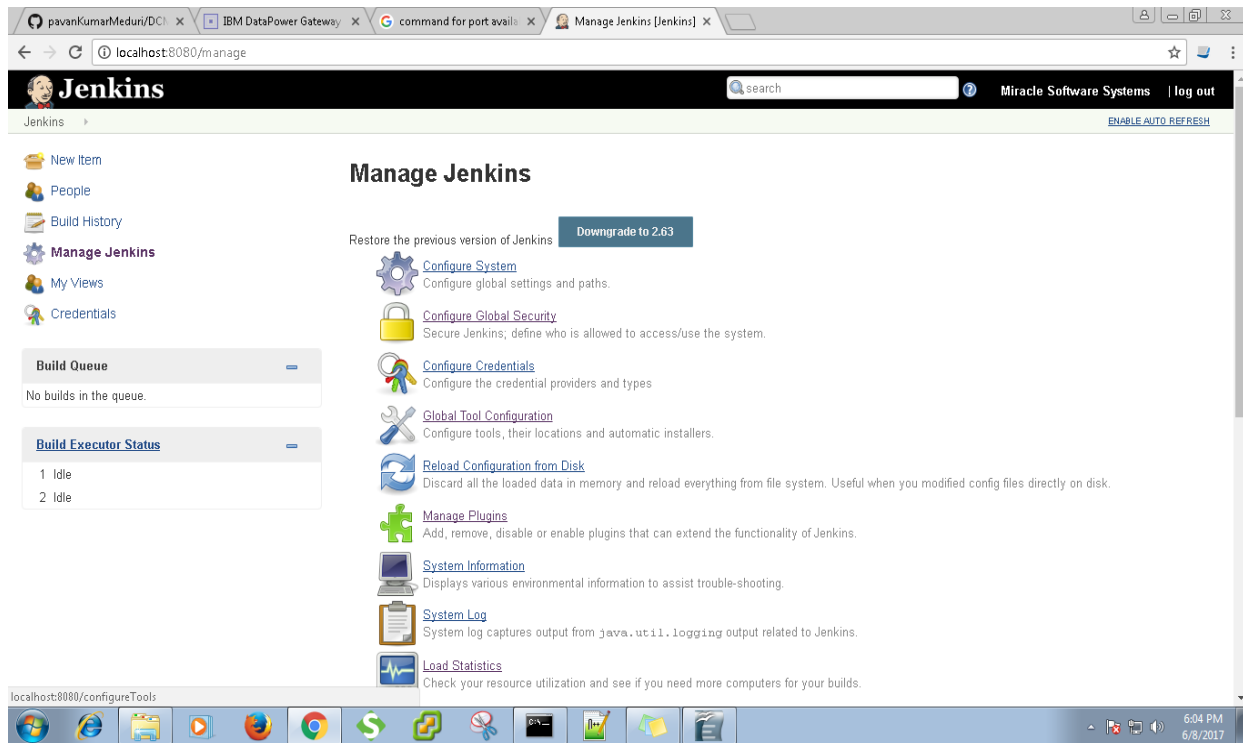 pavanKumarMeduri/DCM
IBM DataPower Gateway
command for port availa
Manage Jenkins [Jenkins]
localhost:8080/manage
Jenkins
search
Miracle Software Systems | log out
Jenkins
ENABLE AUTO REFRESH
New Item
People
Build History
Manage Jenkins
My Views
Credentials
Build Queue
No builds in the queue.
Build Executor Status
1 Idle
2 Idle
Manage Jenkins
Restore the previous version of Jenkins Downgrade to 2.63
Configure System
Configure global settings and paths.
Configure Global Security
Secure Jenkins; define who is allowed to access/use the system.
Configure Credentials
Configure the credential providers and types
Global Tool Configuration
Configure tools, their locations and automatic installers.
Reload Configuration from Disk
Discard all the loaded data in memory and reload everything from file system. Useful when you modified config files directly on disk.
Manage Plugins
Add, remove, disable or enable plugins that can extend the functionality of Jenkins.
System Information
Displays various environmental information to assist trouble-shooting.
System Log
System log captures output from java.util.logging output related to Jenkins.
Load Statistics
Check your resource utilization and see if you need more computers for your builds.
localhost:8080/configureTools
6:04 PM
6/8/2017